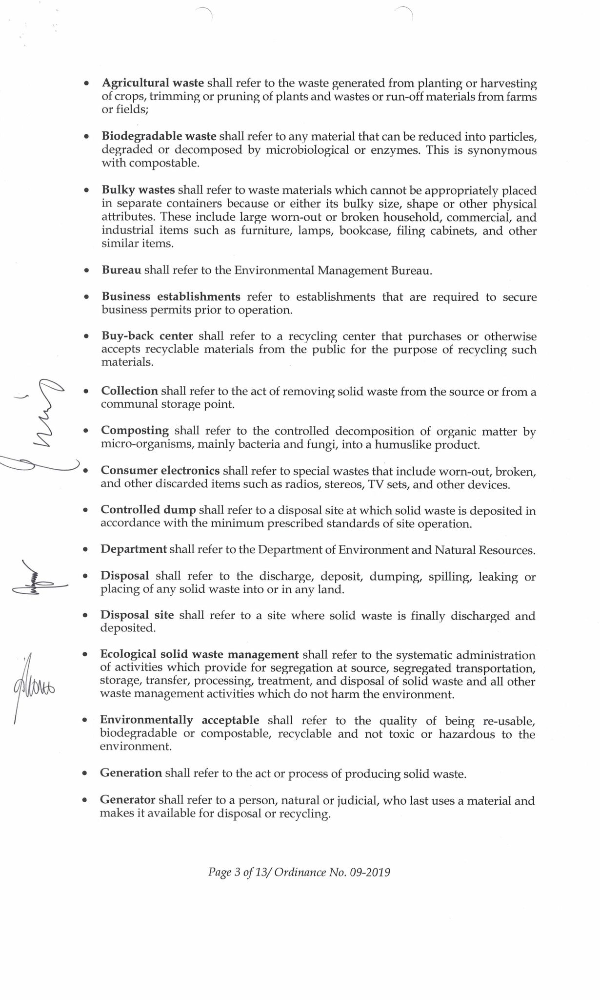 • Agricultural waste shall refer to the waste generated from planting or harvesting
of crops, trimming or pruning of plants and wastes or run-off materials from farms
or fields;
• Biodegradable waste shall refer to any material that can be reduced into particles,
degraded or decomposed by microbiological or enzymes. This is synonymous
with compostable.
• Bulky wastes shall refer to waste materials which cannot be appropriately placed
in separate containers because or either its bulky size, shape or other physical
attributes. These include large worn-out or broken household, commercial, and
industrial items such as furniture, lamps, bookcase, filing cabinets, and other
similar items.
• Bureau shall refer to the Environmental Management Bureau.
• Business establishments refer to establishments that are required to secure
business permits prior to operation.
• Buy-back center shall refer to a recycling center that purchases or otherwise
accepts recyclable materials from the public for the purpose of recycling such
materials.
• Collection shall refer to the act of removing solid waste from the source or from a
communal storage point.
• Composting shall refer to the controlled decomposition of organic matter by
micro-organisms, mainly bacteria and fungi, into a humuslike product.
• Consumer electronics shall refer to special wastes that include worn-out, broken,
and other discarded items such as radios, stereos, TV sets, and other devices.
• Controlled dump shall refer to a disposal site at which solid waste is deposited in
accordance with the minimum prescribed standards of site operation.
• Department shall refer to the Department of Environment and Natural Resources.
• Disposal shall refer to the discharge, deposit, dumping, spilling, leaking or
placing of any solid waste into or in any land.
• Disposal site shall refer to a site where solid waste is finally discharged and
deposited.
• Ecological solid waste management shall refer to the systematic administration
of activities which provide for segregation at source, segregated transportation,
storage, transfer, processing, treatment, and disposal of solid waste and all other
waste management activities which do not harm the environment.
• Environmentally acceptable shall refer to the quality of being re-usable,
biodegradable or compostable, recyclable and not toxic or hazardous to the
environment.
• Generation shall refer to the act or process of producing solid waste.
• Generator shall refer to a person, natural or judicial, who last uses a material and
makes it available for disposal or recycling.
Page 3 of 13/ Ordinance No. 09-2019